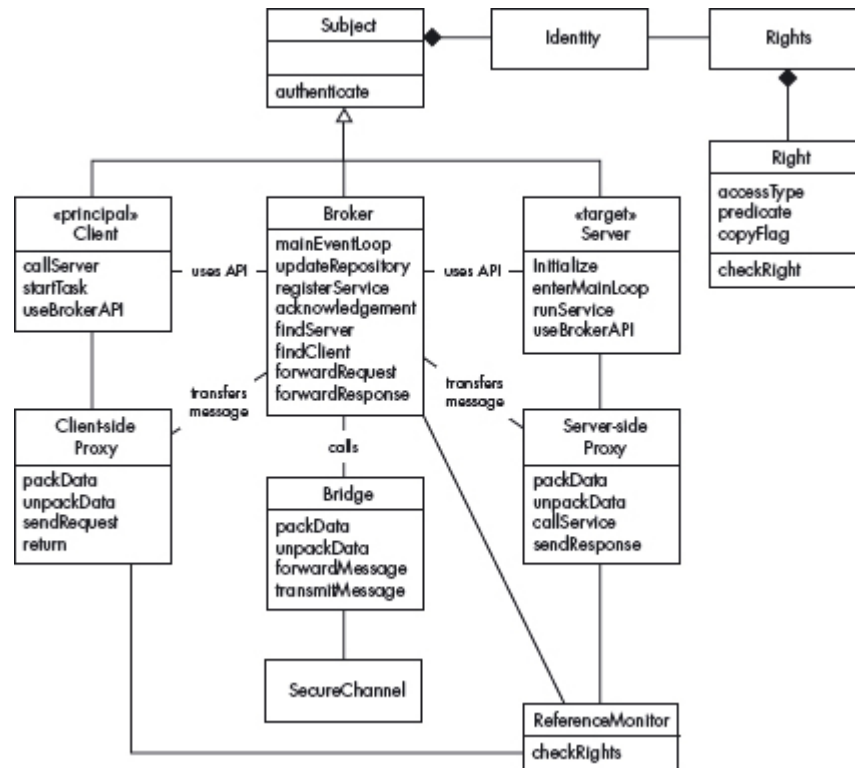 Subject
authenticate
Identity
Rights
Right
accessType
predicate
copyFlag
checkRight
«principal»
Client
callServer
startTask
useBrokerAPI
uses API
Broker
mainEventLoop
updateRepository
registerService
acknowledgement
findServer
findClient
forwardRequest
forwardResponse
uses API
«target»
Server
Initialize
enterMainLoop
runService
useBrokerAPI
transfers
message
transfers
message
Client-side
Proxy
packData
unpackData
sendRequest
return
calls
Bridge
packData
unpackData
forwardMessage
transmitMessage
Server-side
Proxy
packData
unpackData
callService
sendResponse
SecureChannel
ReferenceMonitor
checkRights